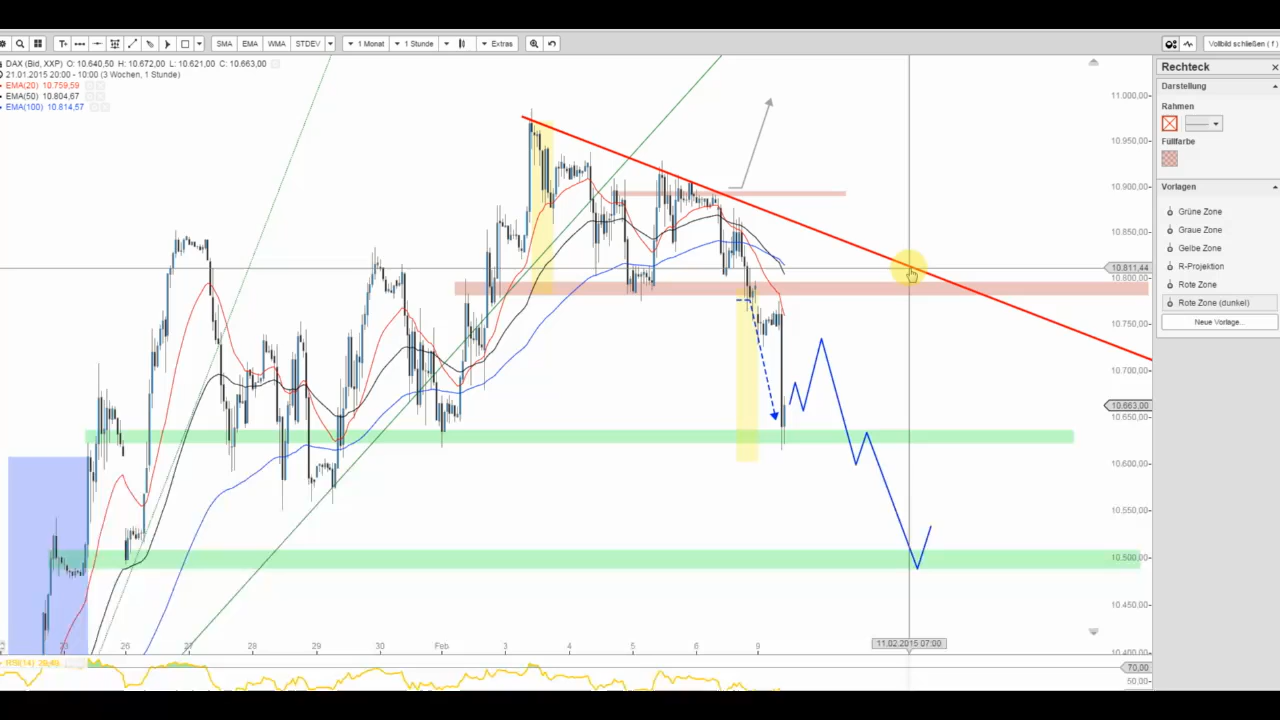 T
SMA EMA WMA STDEV 1 Monat 1 Stunde Extras Vollbild schließen ( f )
DAX (Bid, XXP) O: 10.640,50 H: 10.672,00 L: 10.621,00 C: 10.663,00
21.01.2015 20:00 - 10:00 (3 Wochen, 1 Stunde)
EMA(20) 10.759,59
EMA(50) 10.804,67
EMA(100) 10.814,57
11.000,00
10.950,00
10.900,00
10.850,00
10.811,44
10.800,00
10.750,00
10.700,00
10.663,00
10.650,00
10.600,00
10.550,00
10.500,00
10.450,00
10.400,00
26 27 28 29 30 Feb 3 4 5 6 9
11.02.2015 07:00
RSI(14) 29,49
70,00
50,00
Rechteck
Darstellung
Rahmen
Füllfarbe
Vorlagen
Grüne Zone
Graue Zone
Gelbe Zone
R-Projektion
Rote Zone
Rote Zone (dunkel)
Neue Vorlage...